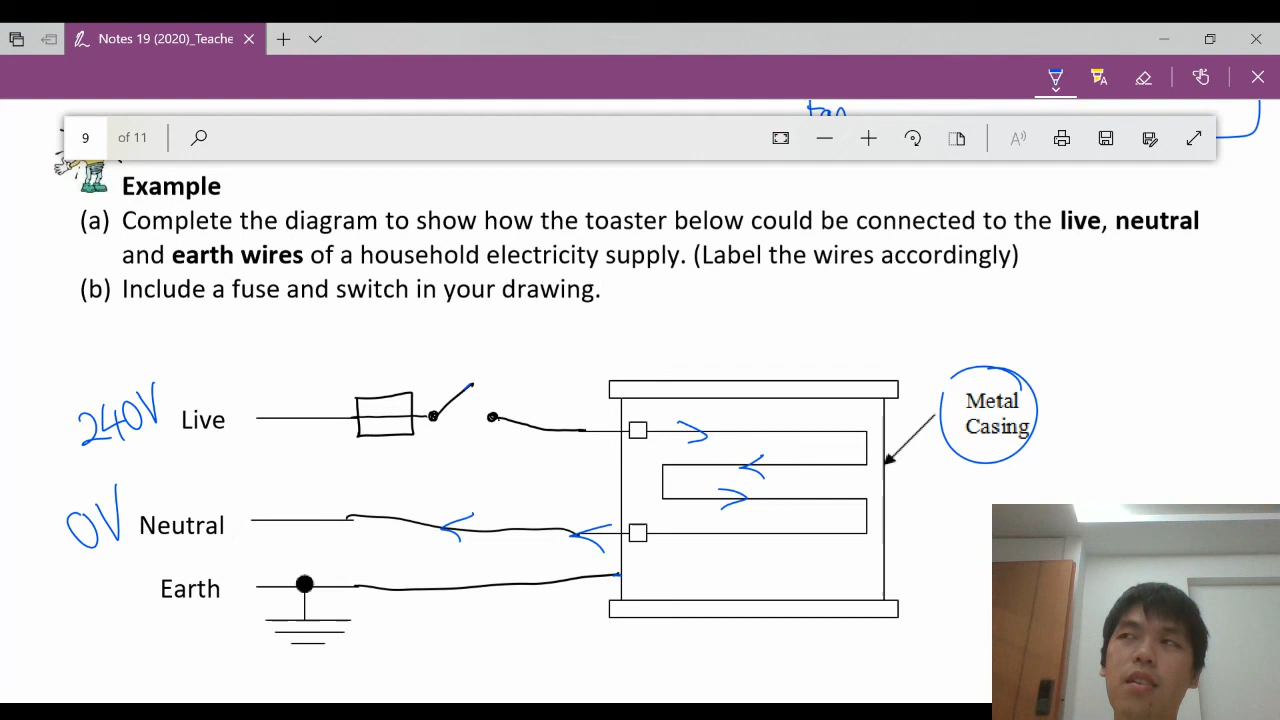 Notes 19 (2020)_Teache
tan
9 of 11
Example
(a) Complete the diagram to show how the toaster below could be connected to the live, neutral
and earth wires of a household electricity supply. (Label the wires accordingly)
(b) Include a fuse and switch in your drawing.
240V Live
Metal
Casing
0V Neutral
Earth